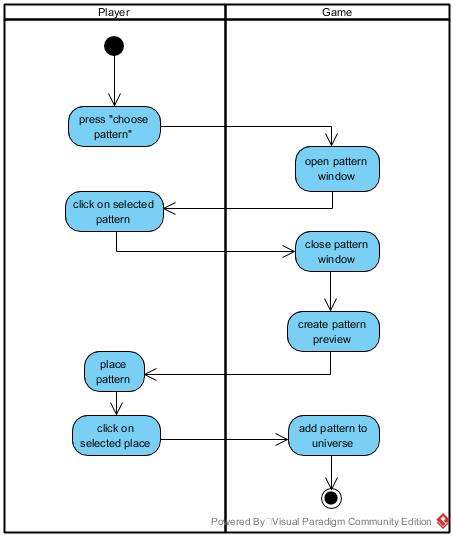 Player
Game
press "choose
pattern"
open pattern
window
click on selected
pattern
close pattern
window
create pattern
preview
place
pattern
click on
selected place
add pattern to
universe
Powered By Visual Paradigm Community Edition